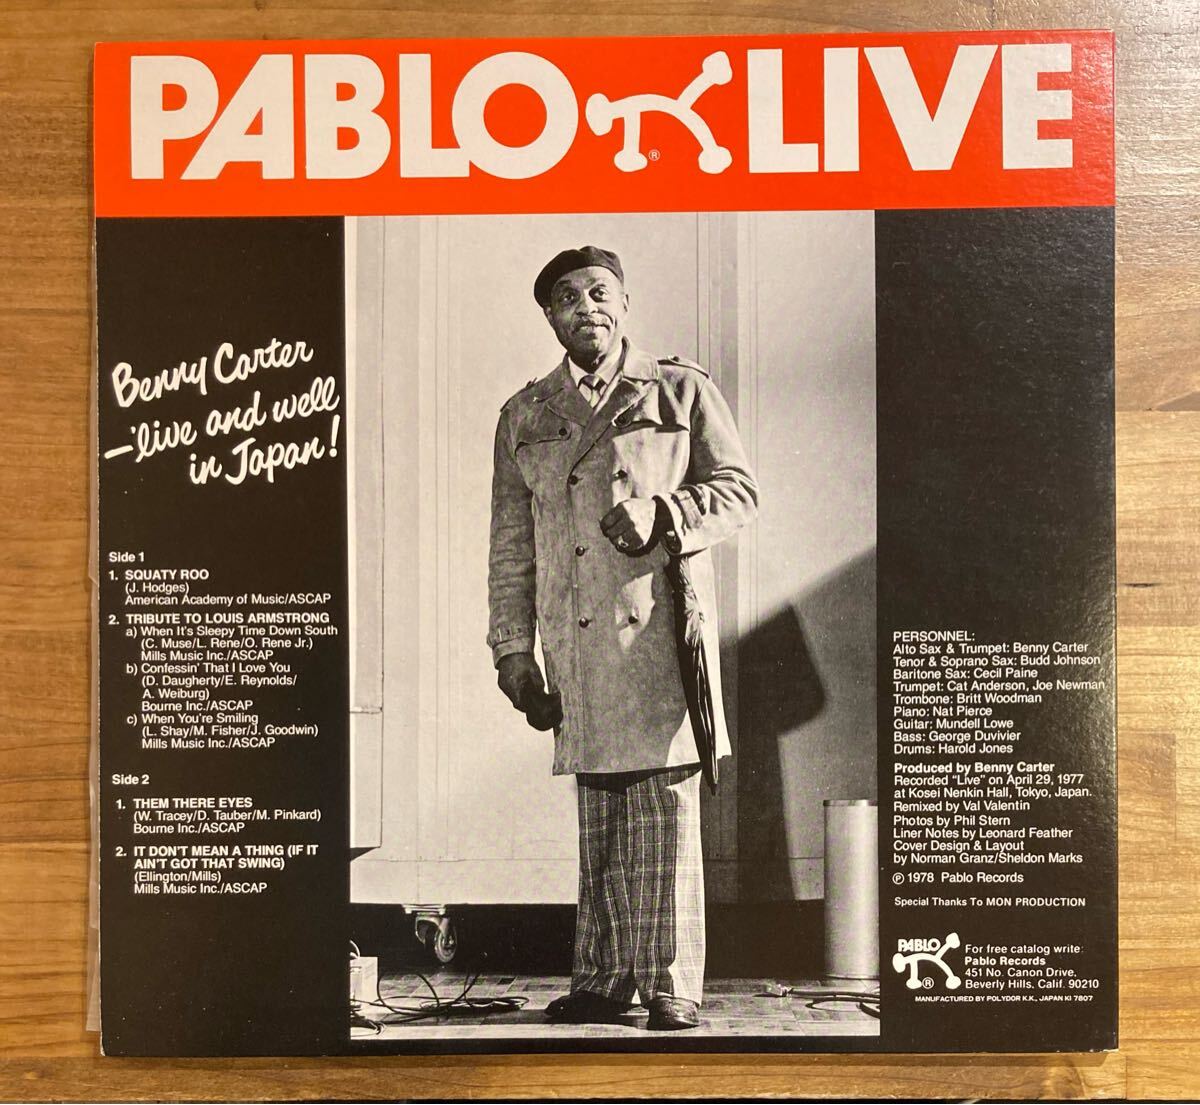 PABLO LIVE
®
Benny Carter
—'live and well
in Japan!
Side 1
1. SQUATY ROO
(J. Hodges)
American Academy of Music/ASCAP
2. TRIBUTE TO LOUIS ARMSTRONG
a) When It's Sleepy Time Down South
(C. Muse/L. Rene/O. Rene Jr.)
Mills Music Inc./ASCAP
b) Confessin' That I Love You
(D. Daugherty/E. Reynolds/
A. Weiburg)
Bourne Inc./ASCAP
c) When You're Smiling
(L. Shay/M. Fisher/J. Goodwin)
Mills Music Inc./ASCAP
Side 2
1. THEM THERE EYES
(W. Tracey/D. Tauber/M. Pinkard)
Bourne Inc./ASCAP
2. IT DON'T MEAN A THING (IF IT
AIN'T GOT THAT SWING)
(Ellington/Mills)
Mills Music Inc./ASCAP
PERSONNEL:
Alto Sax & Trumpet: Benny Carter
Tenor & Soprano Sax: Budd Johnson
Baritone Sax: Cecil Paine
Trumpet: Cat Anderson, Joe Newman
Trombone: Britt Woodman
Piano: Nat Pierce
Guitar: Mundell Lowe
Bass: George Duvivier
Drums: Harold Jones
Produced by Benny Carter
Recorded "Live" on April 29, 1977
at Kosei Nenkin Hall, Tokyo, Japan.
Remixed by Val Valentin
Photos by Phil Stern
Liner Notes by Leonard Feather
Cover Design & Layout
by Norman Granz/Sheldon Marks
℗ 1978 Pablo Records
Special Thanks To MON PRODUCTION
PABLO
®
For free catalog write:
Pablo Records
451 No. Canon Drive,
Beverly Hills, Calif. 90210
MANUFACTURED BY POLYDOR K.K., JAPAN KI 7807